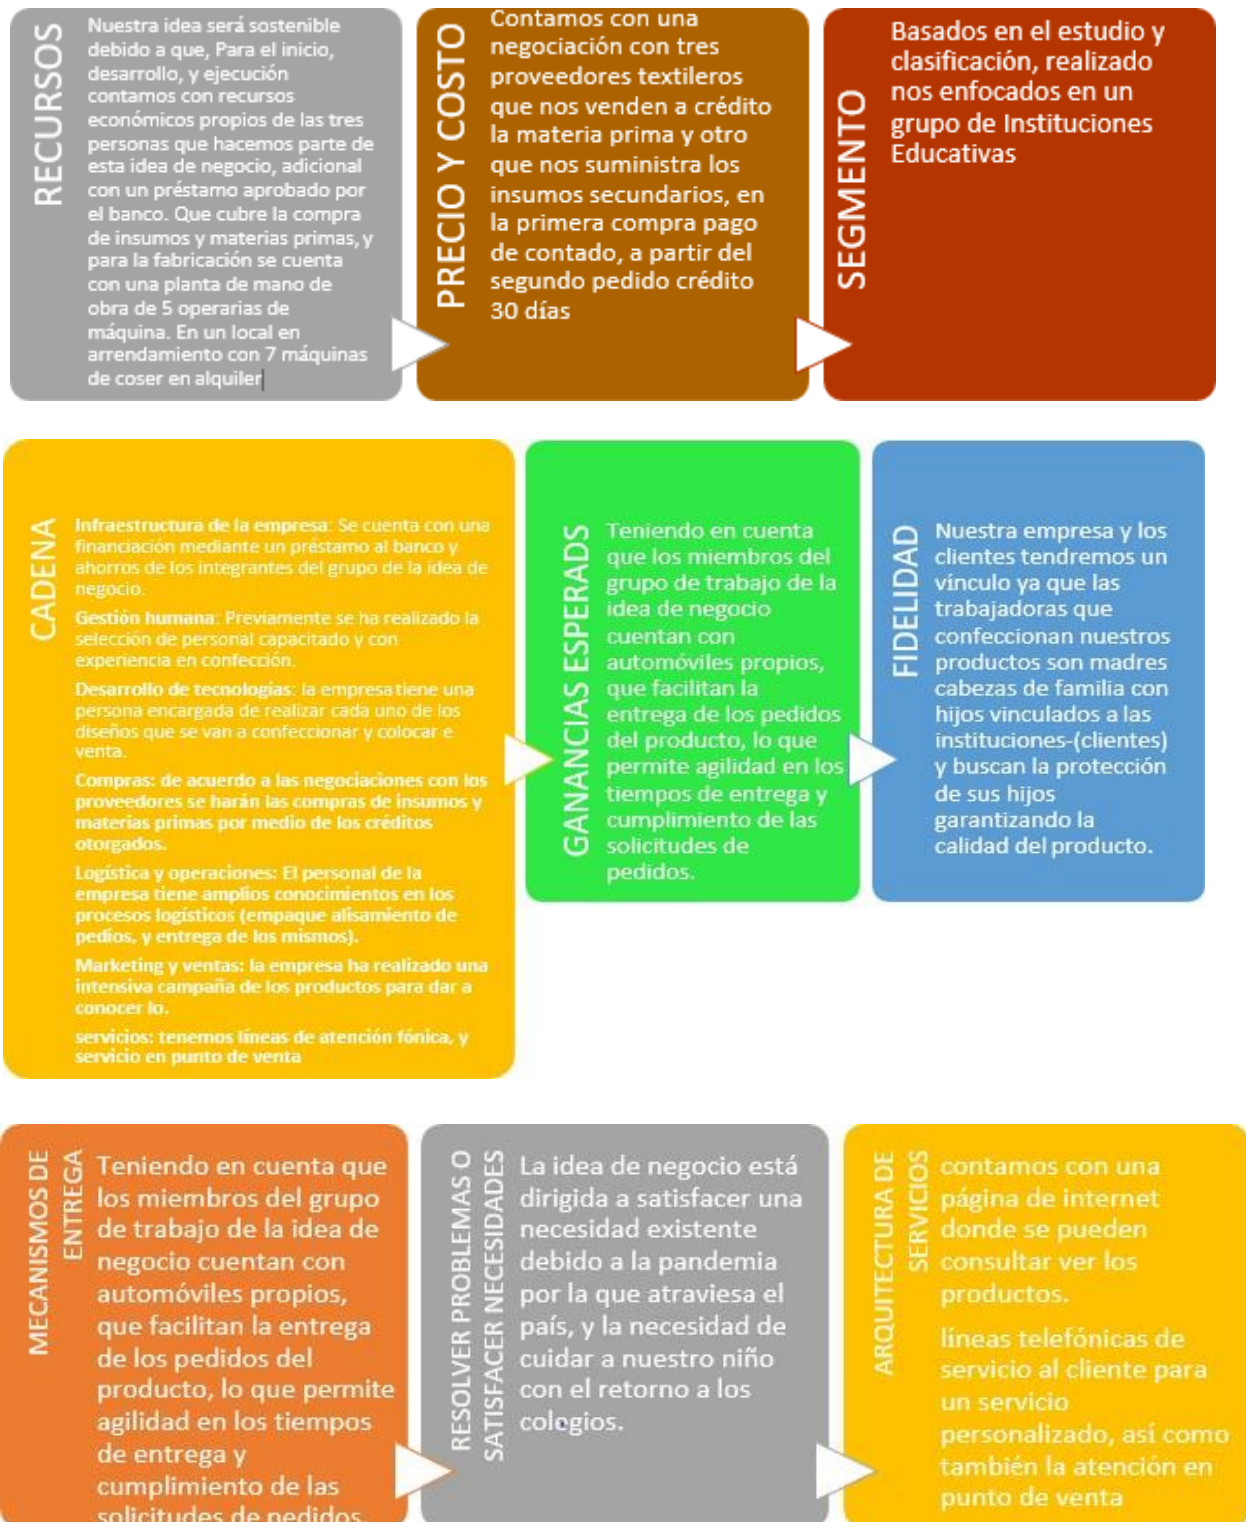 RECURSOS
Nuestra idea será sostenible
debido a que, Para el inicio,
desarrollo, y ejecución
contamos con recursos
económicos propios de las tres
personas que hacemos parte de
esta idea de negocio, adicional
con un préstamo aprobado por
el banco. Que cubre la compra
de insumos y materias primas, y
para la fabricación se cuenta
con una planta de mano de
obra de 5 operarias de
máquina. En un local en
arrendamiento con 7 máquinas
de coser en alquiler
PRECIO Y COSTO
Contamos con una
negociación con tres
proveedores textileros
que nos venden a crédito
la materia prima y otro
que nos suministra los
insumos secundarios, en
la primera compra pago
de contado, a partir del
segundo pedido crédito
30 días
SEGMENTO
Basados en el estudio y
clasificación, realizado
nos enfocados en un
grupo de Instituciones
Educativas
CADENA
Infraestructura de la empresa: Se cuenta con una
financiación mediante un préstamo al banco y
ahorros de los integrantes del grupo de la idea de
negocio.
Gestión humana: Previamente se ha realizado la
selección de personal capacitado y con
experiencia en confección.
Desarrollo de tecnologías: la empresa tiene una
persona encargada de realizar cada uno de los
diseños que se van a confeccionar y colocar e
venta.
Compras: de acuerdo a las negociaciones con los
proveedores se harán las compras de insumos y
materias primas por medio de los créditos
otorgados.
Logística y operaciones: El personal de la
empresa tiene amplios conocimientos en los
procesos logísticos (empaque alisamiento de
pedios, y entrega de los mismos).
Marketing y ventas: la empresa ha realizado una
intensiva campaña de los productos para dar a
conocer lo.
servicios: tenemos líneas de atención fónica, y
servicio en punto de venta
GANANCIAS ESPERADS
Teniendo en cuenta
que los miembros del
grupo de trabajo de la
idea de negocio
cuentan con
automóviles propios,
que facilitan la
entrega de los pedidos
del producto, lo que
permite agilidad en los
tiempos de entrega y
cumplimiento de las
solicitudes de
pedidos.
FIDELIDAD
Nuestra empresa y los
clientes tendremos un
vínculo ya que las
trabajadoras que
confeccionan nuestros
productos son madres
cabezas de familia con
hijos vinculados a las
instituciones-(clientes)
y buscan la protección
de sus hijos
garantizando la
calidad del producto.
MECANISMOS DE
ENTREGA
Teniendo en cuenta que
los miembros del grupo
de trabajo de la idea de
negocio cuentan con
automóviles propios,
que facilitan la entrega
de los pedidos del
producto, lo que permite
agilidad en los tiempos
de entrega y
cumplimiento de las
solicitudes de pedidos
RESOLVER PROBLEMAS O
SATISFACER NECESIDADES
La idea de negocio está
dirigida a satisfacer una
necesidad existente
debido a la pandemia
por la que atraviesa el
país, y la necesidad de
cuidar a nuestro niño
con el retorno a los
colegios.
ARQUITECTURA DE
SERVICIOS
contamos con una
página de internet
donde se pueden
consultar ver los
productos.
líneas telefónicas de
servicio al cliente para
un servicio
personalizado, así como
también la atención en
punto de venta